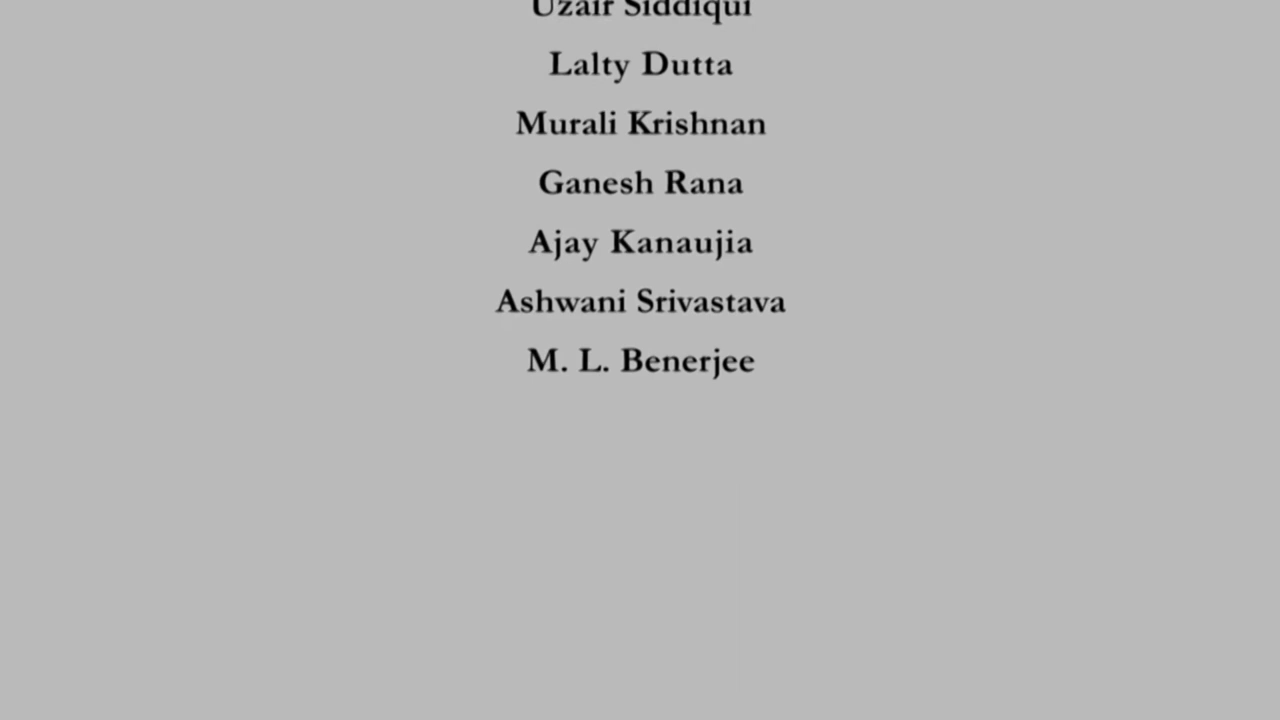 Uzair Siddiqui
Lalty Dutta
Murali Krishnan
Ganesh Rana
Ajay Kanaujia
Ashwani Srivastava
M. L. Benerjee